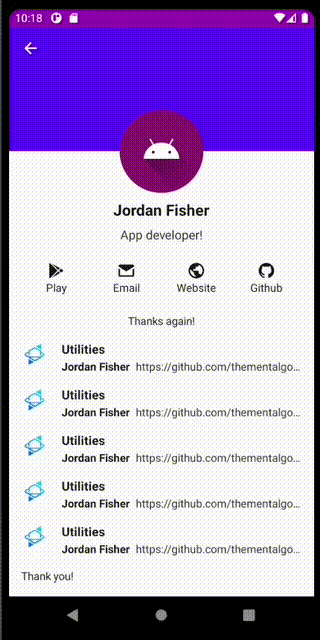 10:18
Jordan Fisher
App developer!
Play Email Website Github
Thanks again!
Utilities
Jordan Fisher https://github.com/thementalgo...
Utilities
Jordan Fisher https://github.com/thementalgo...
Utilities
Jordan Fisher https://github.com/thementalgo...
Utilities
Jordan Fisher https://github.com/thementalgo...
Utilities
Jordan Fisher https://github.com/thementalgo...
Thank you!